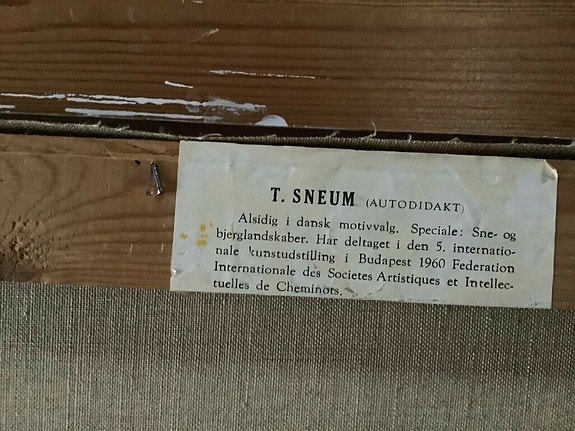 T. SNEUM (AUTODIDAKT)
Alsidig i dansk motivvalg. Speciale: Sne- og
bjerglandskaber. Har deltaget i den 5. internatio-
nale kunstudstilling i Budapest 1960 Federation
Internationale des Societes Artistiques et Intellec-
tuelles de Cheminots.